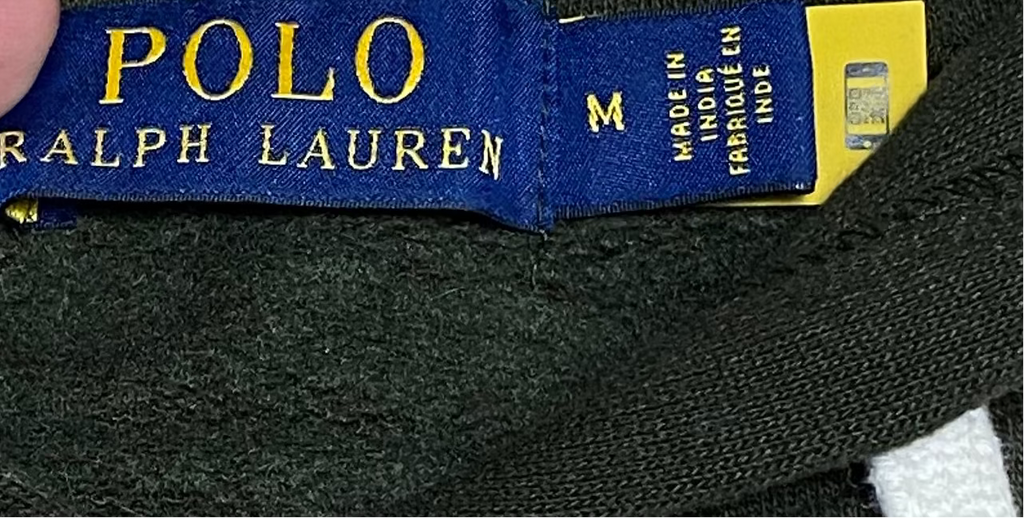 POLO
RALPH LAUREN
M
MADE IN
INDIA
FABRIQUÉ EN
INDE